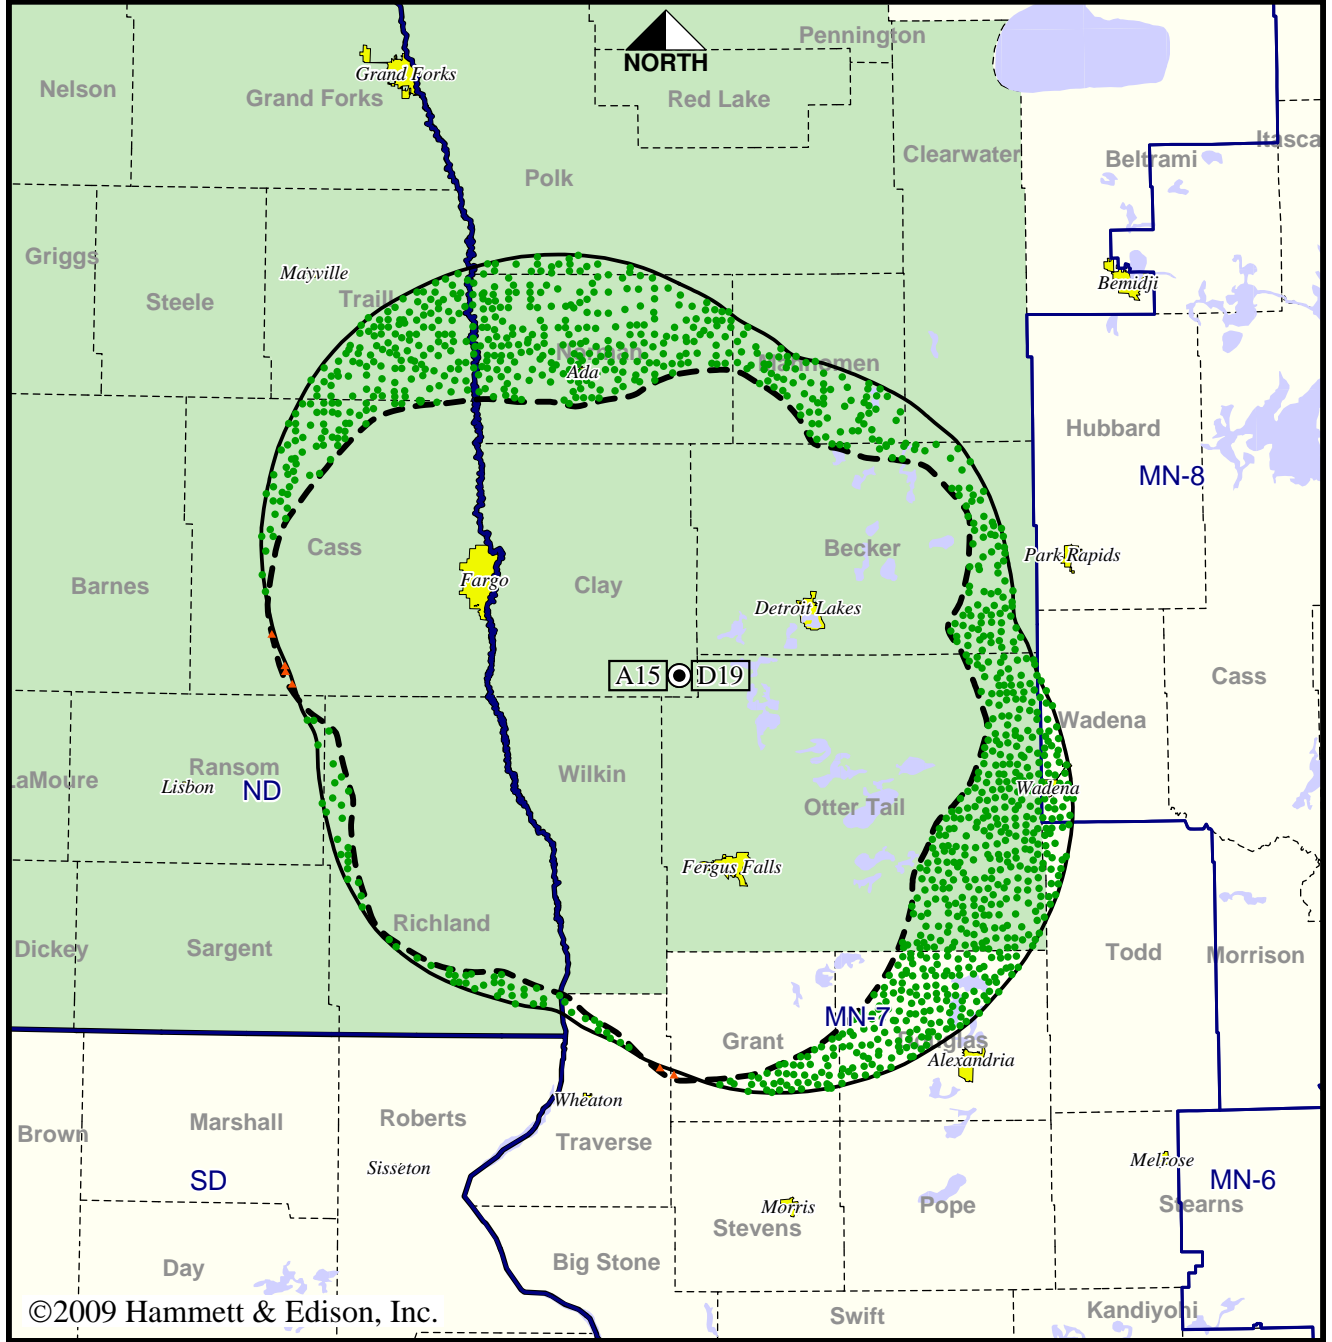 Pennington
NORTH
Grand Forks
Nelson
Grand Forks
Red Lake
Itasca
Clearwater
Beltrami
Polk
Griggs
Mayville
Bemidji
Steele
Traill
Norman
Mahnomen
Ada
Hubbard
MN-8
Cass
Becker
Park Rapids
Barnes
Fargo
Clay
Detroit Lakes
A15 D19
Cass
Wadena
LaMoure
Ransom
Lisbon
ND
Wilkin
Otter Tail
Wadena
Fergus Falls
Richland
Dickey
Sargent
Todd
Morrison
MN-7
Grant
Douglas
Alexandria
Wheaton
Brown
Marshall
Roberts
Traverse
Sisseton
Melrose
SD
MN-6
Morris
Pope
Stearns
Stevens
Day
Big Stone
©2009 Hammett & Edison, Inc.
Swift
Kandiyohi